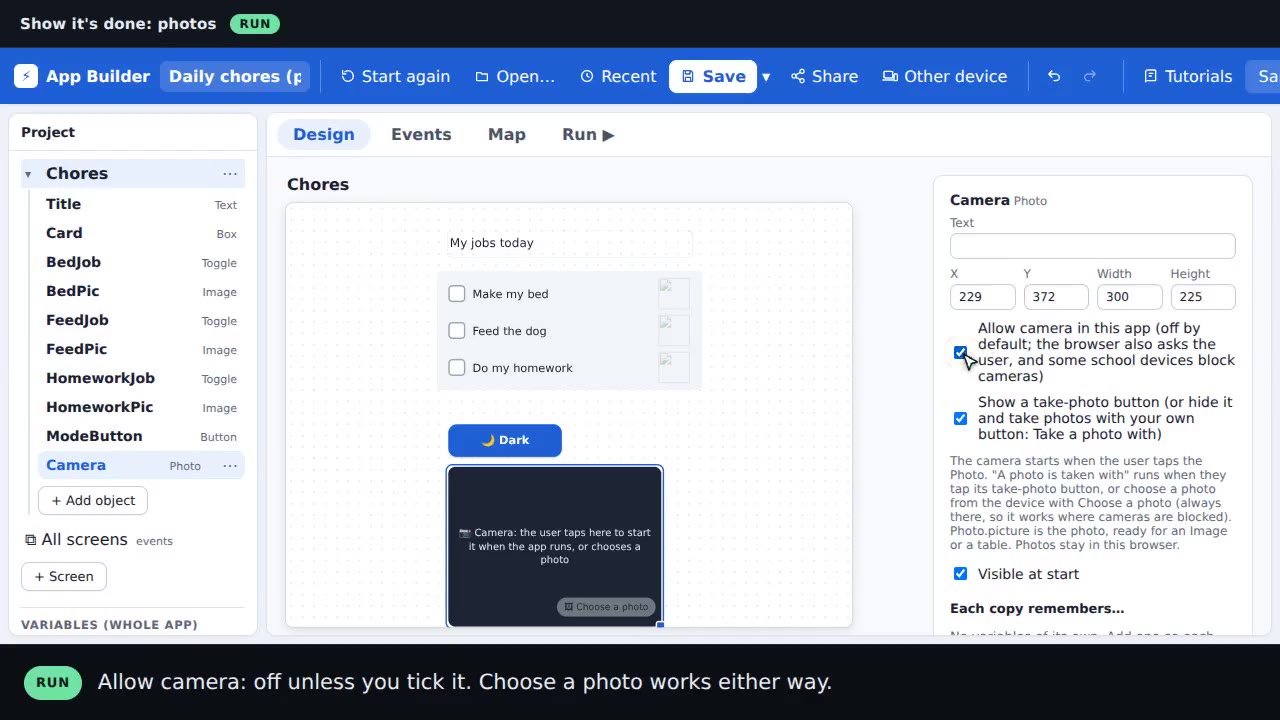 Show it's done: photos RUN
App Builder Daily chores (p Start again Open... Recent Save Share Other device Tutorials Sa
Project
Chores
Title Text
Card Box
BedJob Toggle
BedPic Image
FeedJob Toggle
FeedPic Image
HomeworkJob Toggle
HomeworkPic Image
ModeButton Button
Camera Photo
+ Add object
All screens events
+ Screen
VARIABLES (WHOLE APP)
Design Events Map Run ▶
Chores
My jobs today
Make my bed
Feed the dog
Do my homework
🌙 Dark
📷 Camera: the user taps here to start
it when the app runs, or chooses a
photo
Choose a photo
Camera Photo
Text
X Y Width Height
229 372 300 225
Allow camera in this app (off by
default; the browser also asks the
user, and some school devices block
cameras)
Show a take-photo button (or hide it
and take photos with your own
button: Take a photo with)
The camera starts when the user taps the
Photo. "A photo is taken with" runs when they
tap its take-photo button, or choose a photo
from the device with Choose a photo (always
there, so it works where cameras are blocked).
Photo.picture is the photo, ready for an Image
or a table. Photos stay in this browser.
Visible at start
Each copy remembers...
RUN Allow camera: off unless you tick it. Choose a photo works either way.